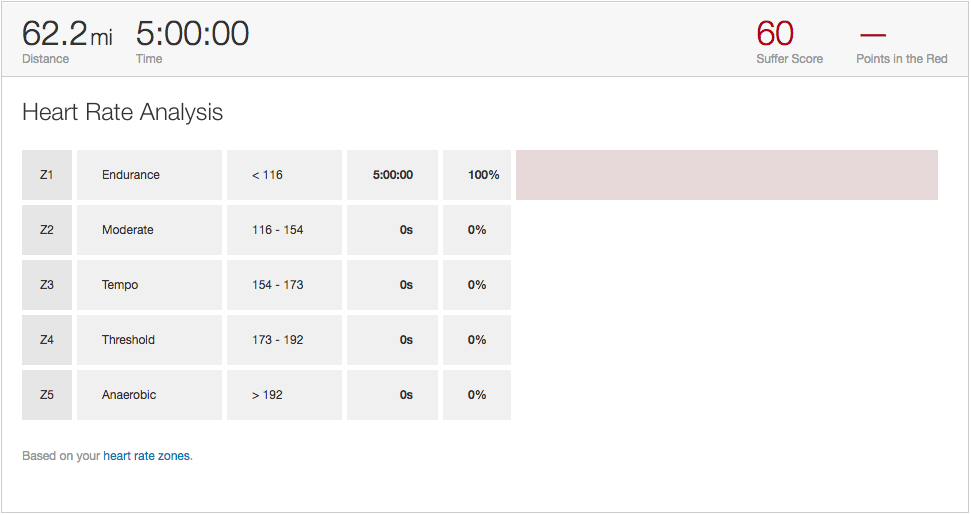 62.2mi 5:00:00 60 —
Distance Time Suffer Score Points in the Red
Heart Rate Analysis
Z1 Endurance < 116 5:00:00 100%
Z2 Moderate 116 - 154 0s 0%
Z3 Tempo 154 - 173 0s 0%
Z4 Threshold 173 - 192 0s 0%
Z5 Anaerobic > 192 0s 0%
Based on your heart rate zones.